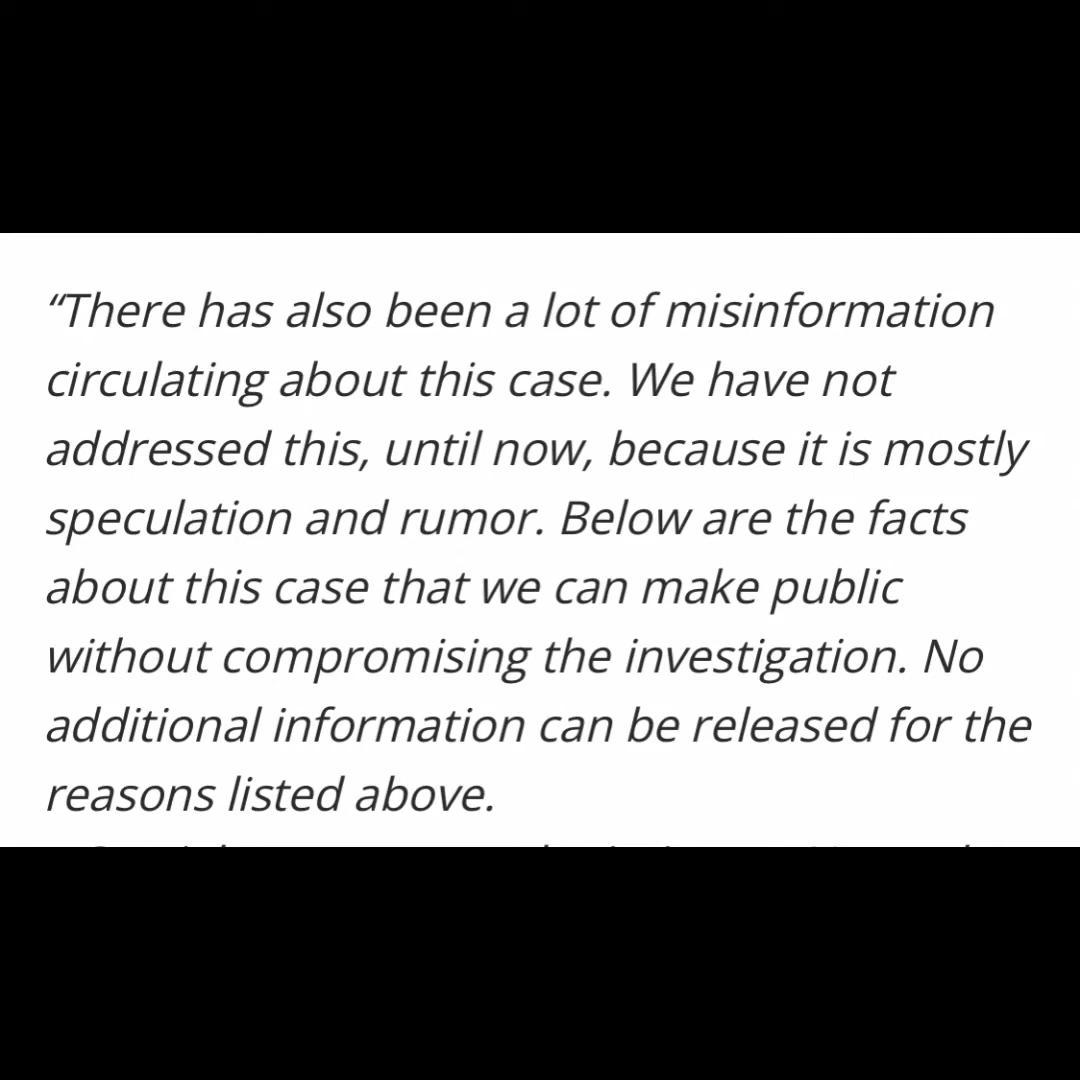 “There has also been a lot of misinformation
circulating about this case. We have not
addressed this, until now, because it is mostly
speculation and rumor. Below are the facts
about this case that we can make public
without compromising the investigation. No
additional information can be released for the
reasons listed above.